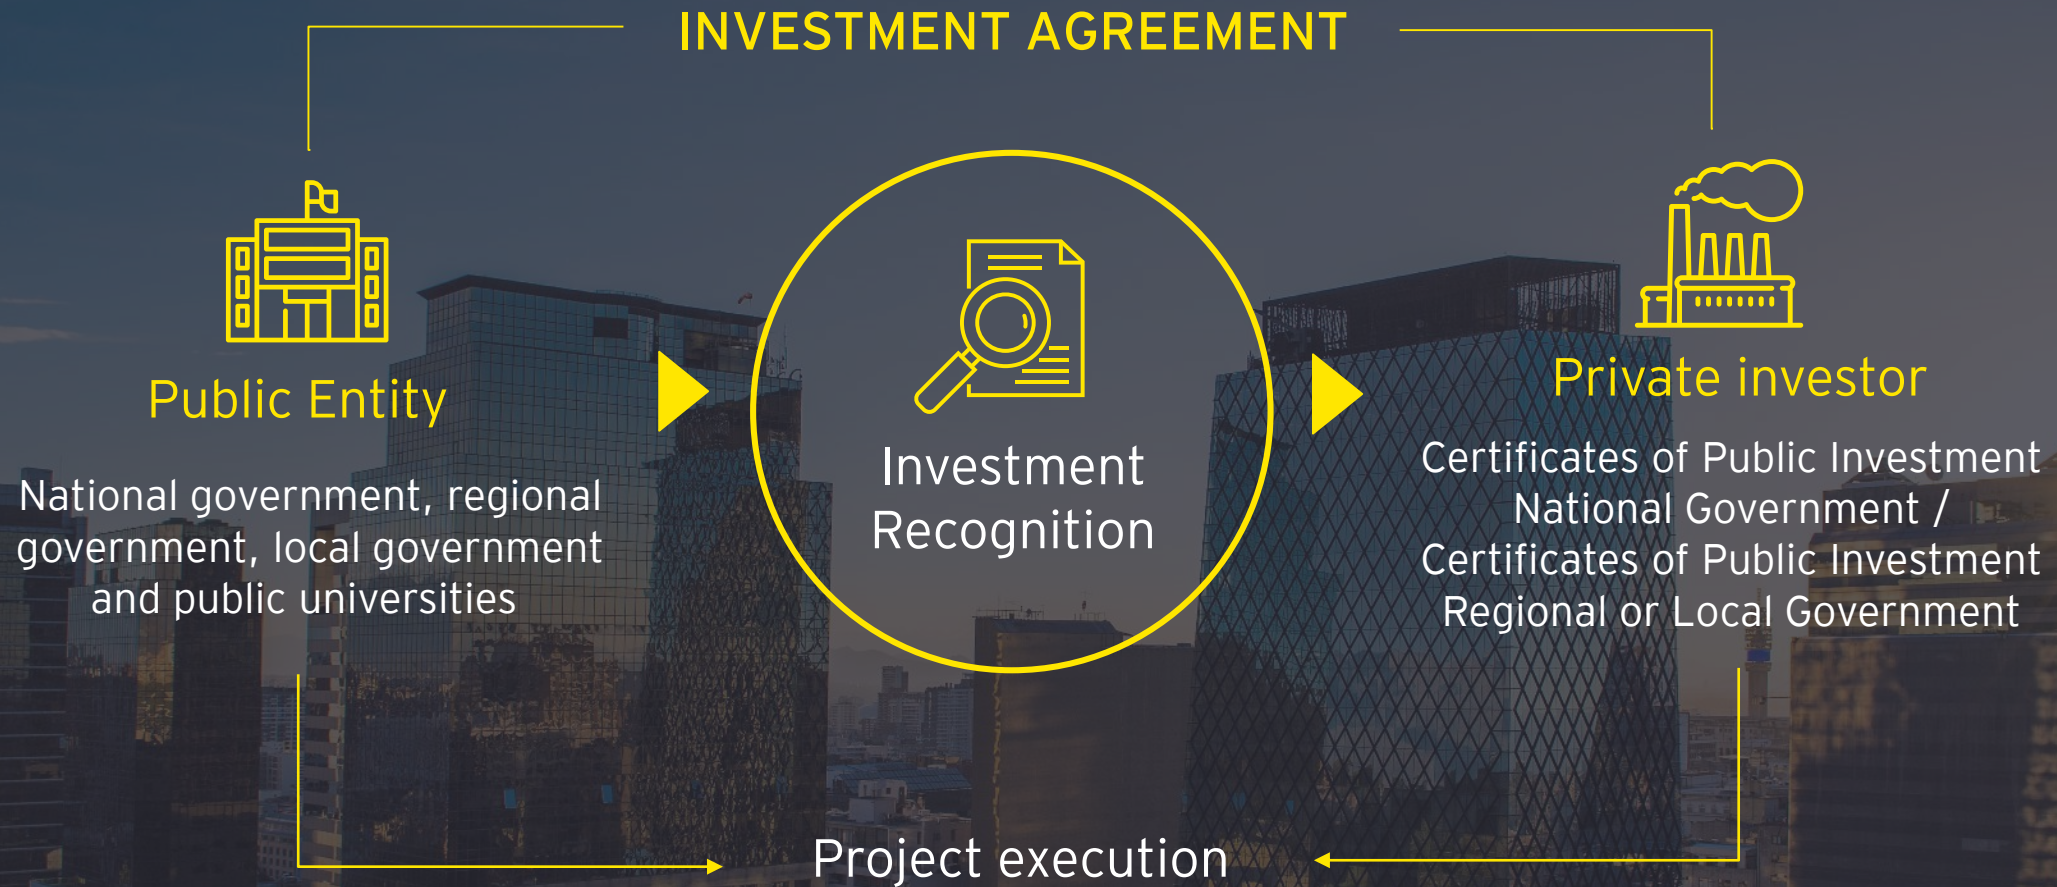 INVESTMENT AGREEMENT
Public Entity
National government, regional
government, local government
and public universities
Investment
Recognition
Private investor
Certificates of Public Investment
National Government /
Certificates of Public Investment
Regional or Local Government
Project execution